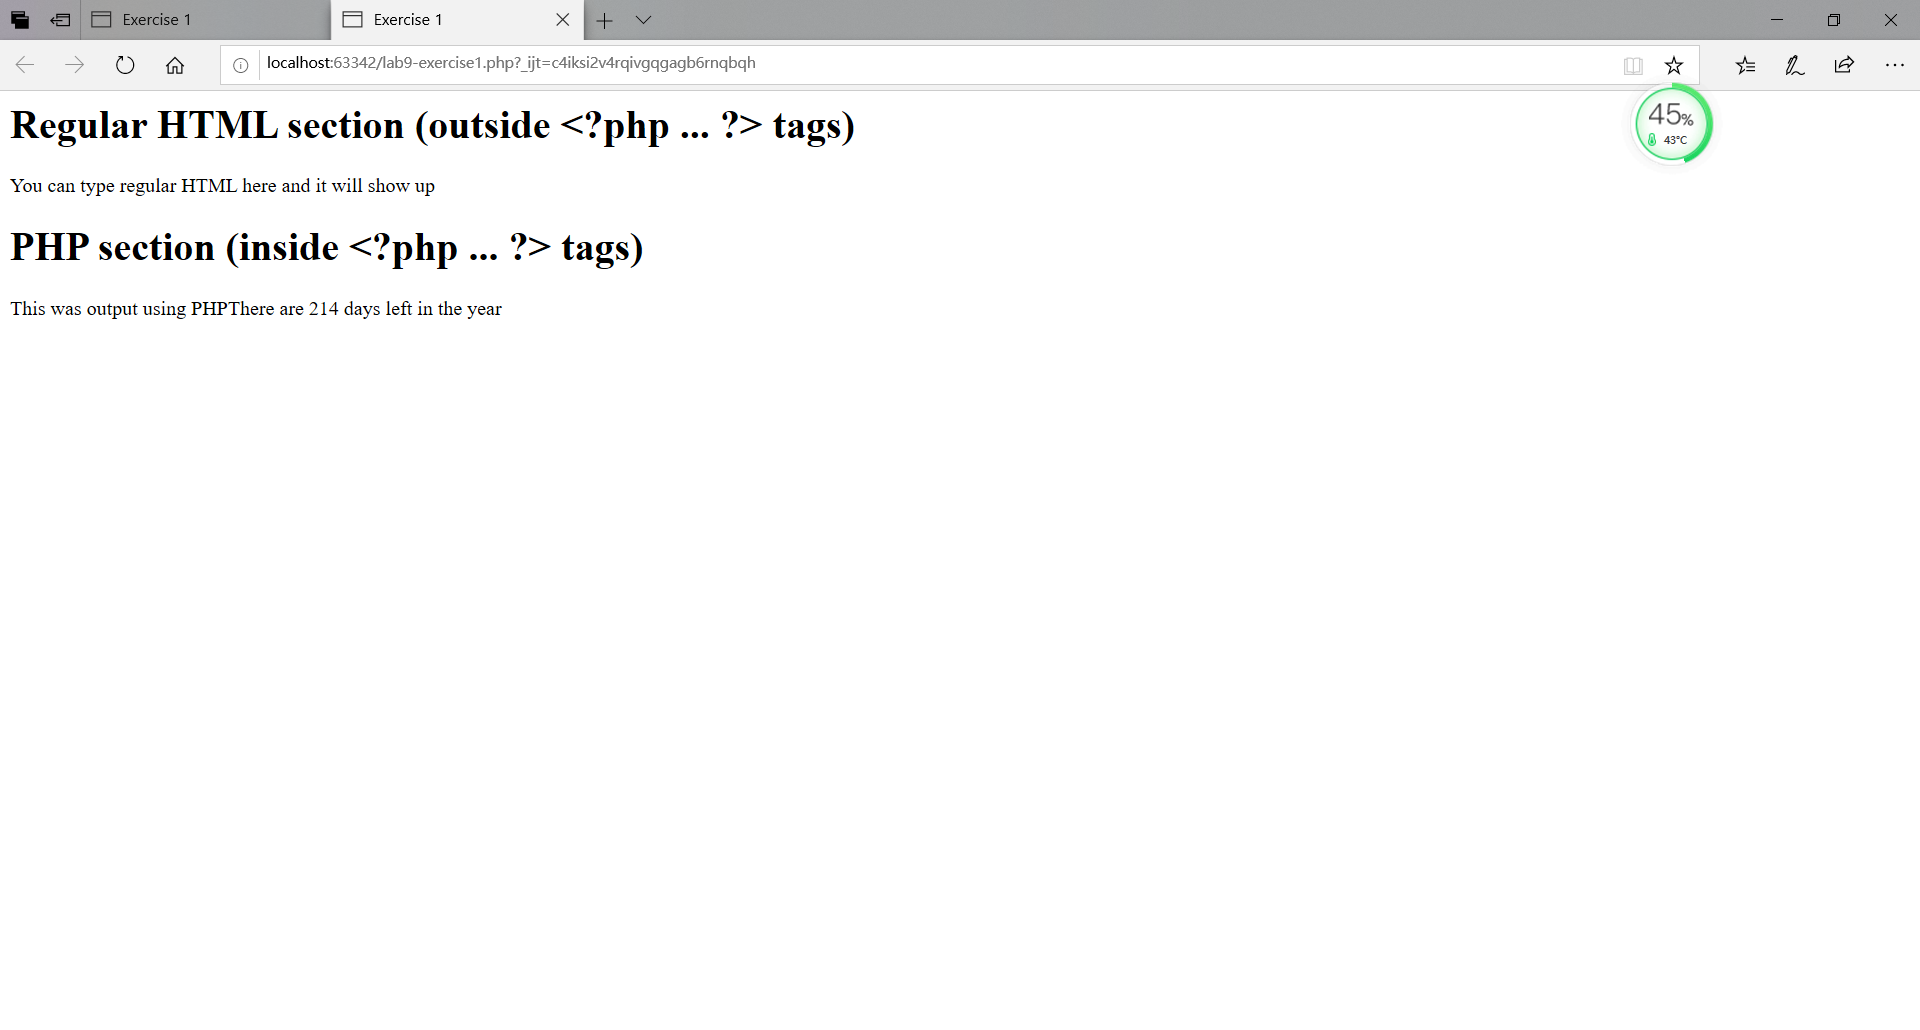 Exercise 1
Exercise 1
localhost:63342/lab9-exercise1.php?_ijt=c4iksi2v4rqivgqgagb6rnqbqh
45%
43°C
Regular HTML section (outside <?php ... ?> tags)
You can type regular HTML here and it will show up
PHP section (inside <?php ... ?> tags)
This was output using PHPThere are 214 days left in the year